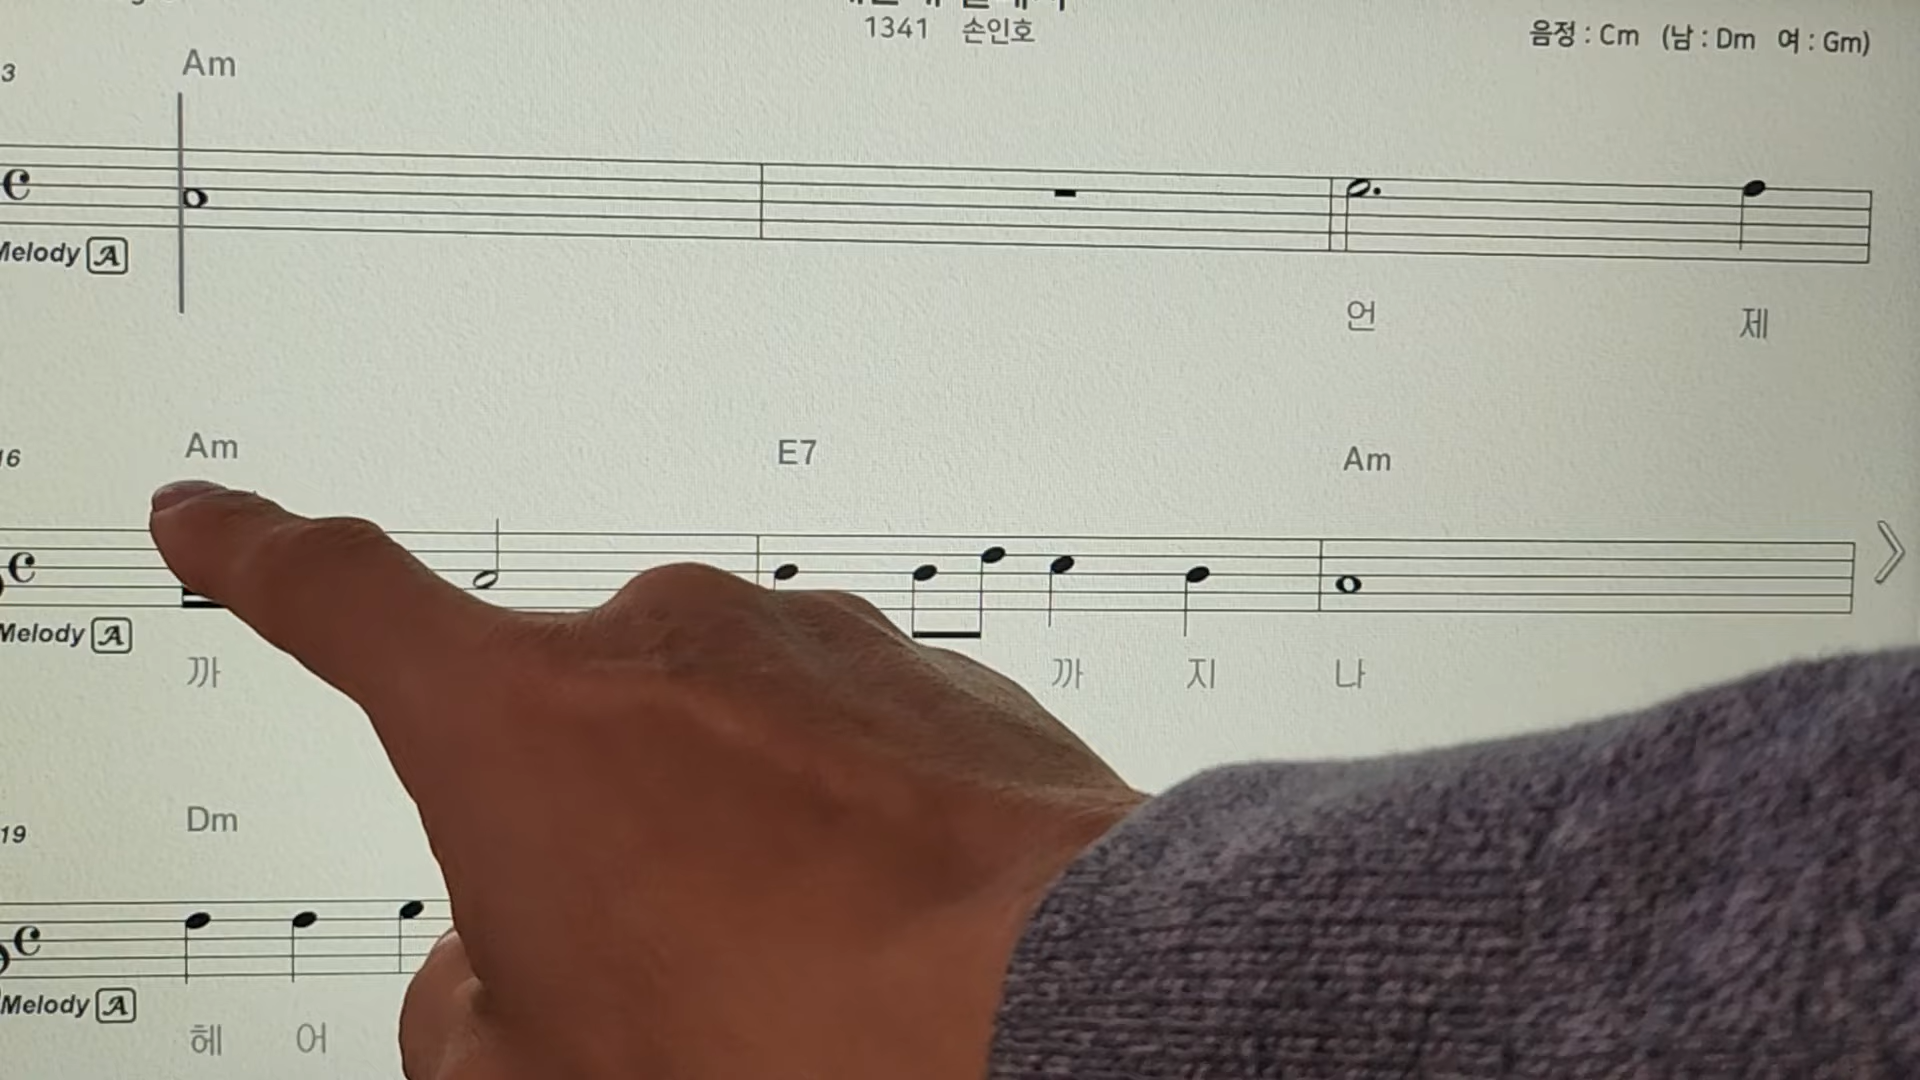 1341 손인호
음정 : Cm (남 : Dm 여 : Gm)
3
Am
Melody A
언 제
16
Am E7 Am
Melody A
까 까 지 나
19
Dm
Melody A
헤 어